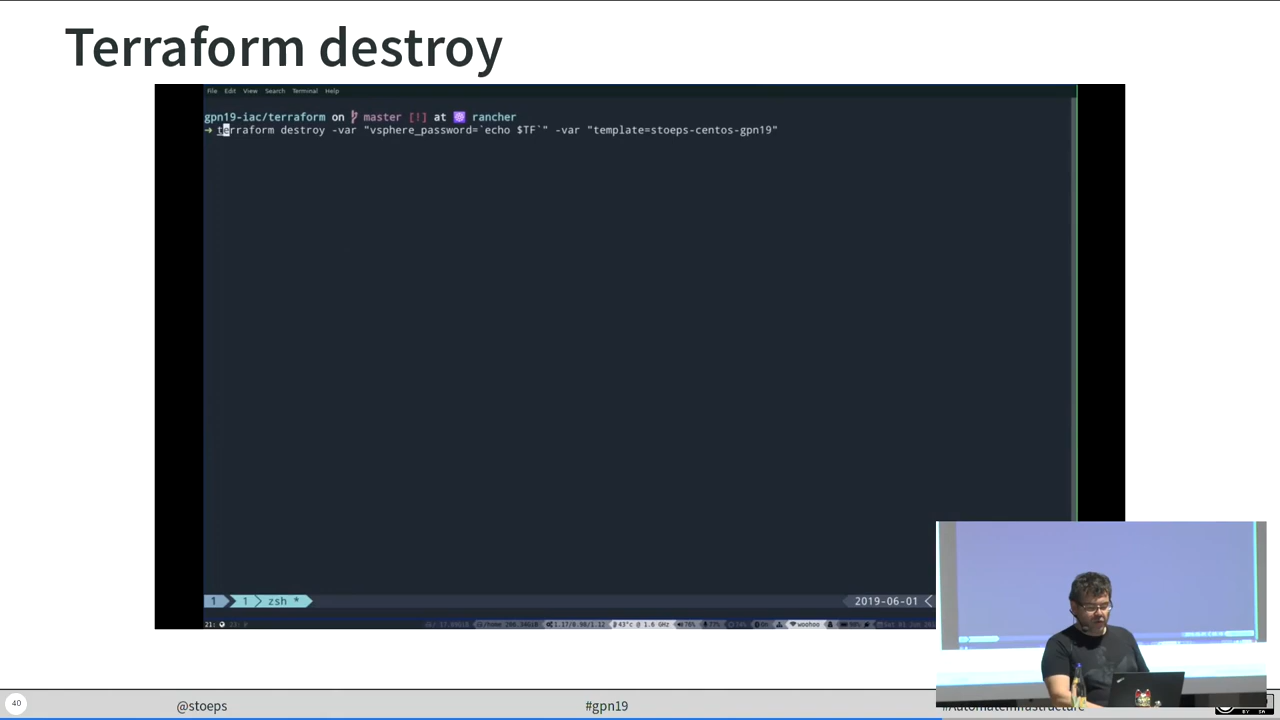 Terraform destroy
File Edit View Search Terminal Help
gpn19-iac/terraform on master [!] at rancher
➜ terraform destroy -var "vsphere_password=`echo $TF`" -var "template=stoeps-centos-gpn19"
1 1 zsh * 2019-06-01
40 @stoeps #gpn19